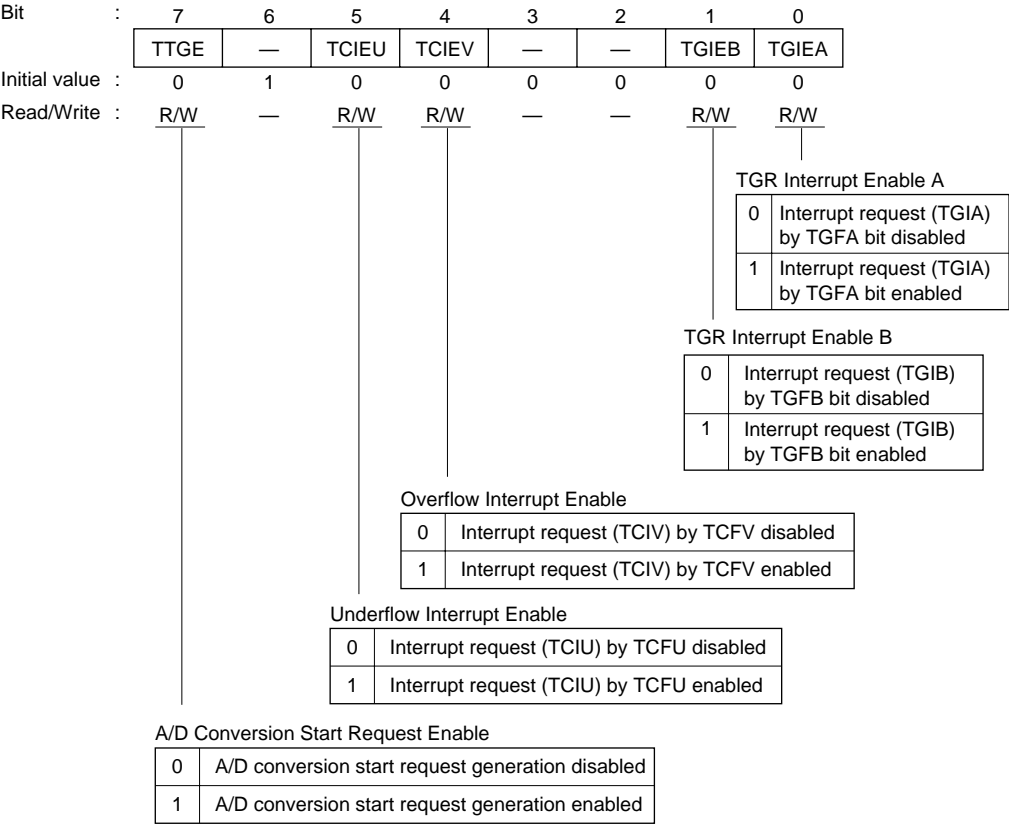 Bit : 7 6 5 4 3 2 1 0
TTGE — TCIEU TCIEV — — TGIEB TGIEA
Initial value : 0 1 0 0 0 0 0 0
Read/Write : R/W — R/W R/W — — R/W R/W
TGR Interrupt Enable A
0 Interrupt request (TGIA)
by TGFA bit disabled
1 Interrupt request (TGIA)
by TGFA bit enabled
TGR Interrupt Enable B
0 Interrupt request (TGIB)
by TGFB bit disabled
1 Interrupt request (TGIB)
by TGFB bit enabled
Overflow Interrupt Enable
0 Interrupt request (TCIV) by TCFV disabled
1 Interrupt request (TCIV) by TCFV enabled
Underflow Interrupt Enable
0 Interrupt request (TCIU) by TCFU disabled
1 Interrupt request (TCIU) by TCFU enabled
A/D Conversion Start Request Enable
0 A/D conversion start request generation disabled
1 A/D conversion start request generation enabled